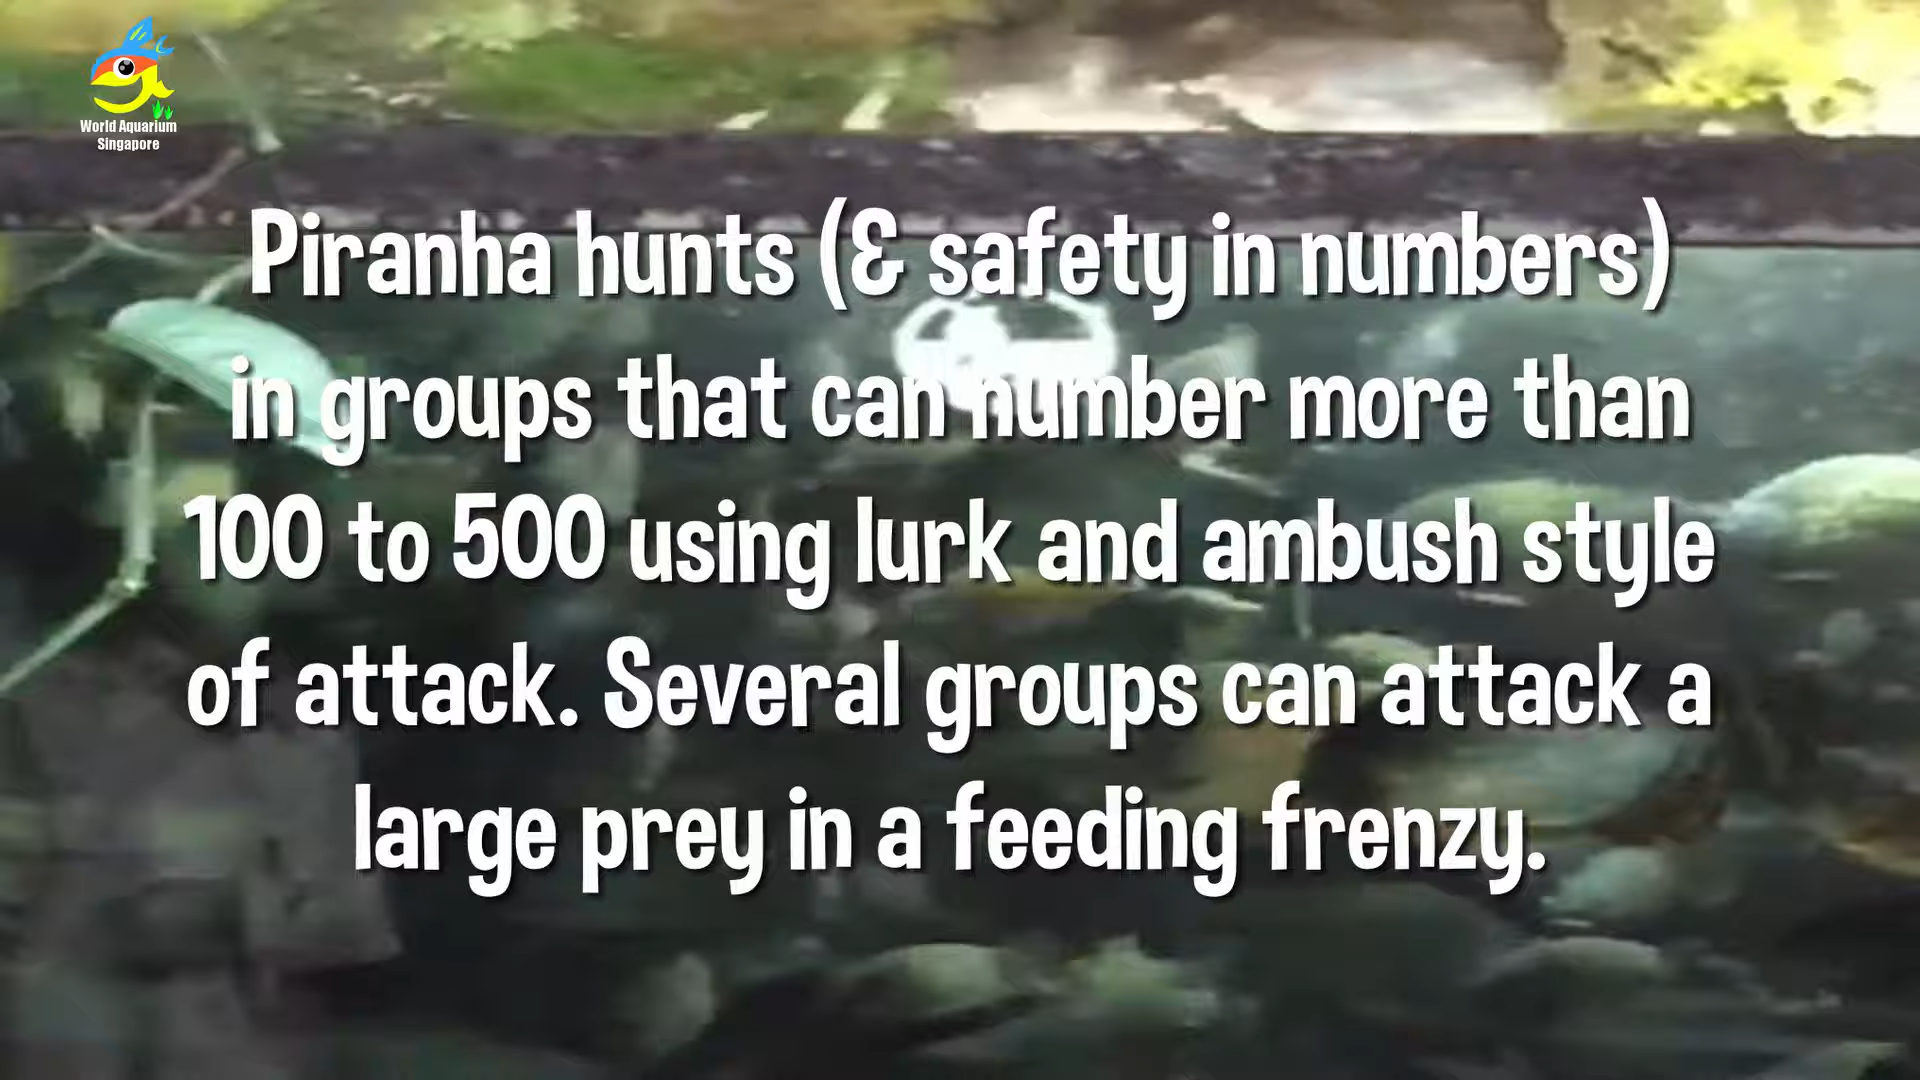 World Aquarium
Singapore
Piranha hunts (& safety in numbers)
in groups that can number more than
100 to 500 using lurk and ambush style
of attack. Several groups can attack a
large prey in a feeding frenzy.